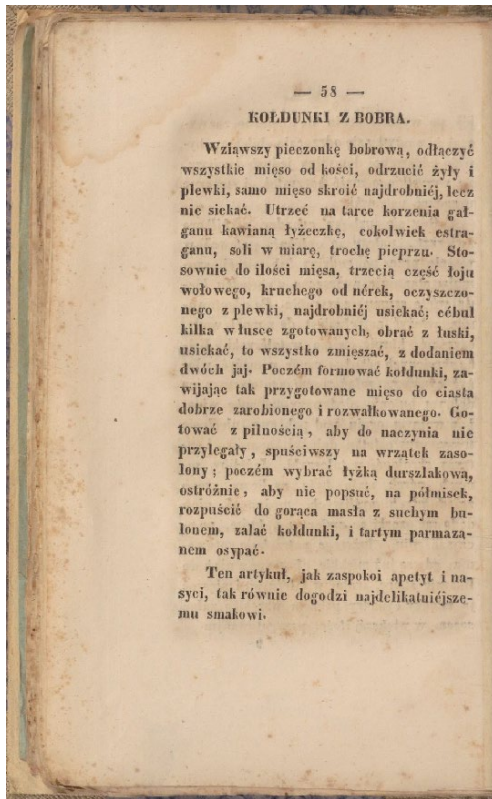 — 58 —
KOŁDUNKI Z BOBRA.
Wziąwszy pieczonkę bobrową, odłączyć
wszystkie mięso od kości, odrzucić żyły i
plewki, samo mięso skroić najdrobniéj, lecz
nie siekać. Utrzeć na tarce korzenia gał-
ganu kawianą łyżeczkę, cokolwiek estra-
ganu, soli w miarę, trochę pieprzu. Sto-
sownie do ilości mięsa, trzecią część łoju
wołowego, kruchego od nérek, oczyszczo-
nego z plewki, najdrobniéj usiekać; cébul
kilka w łusce zgotowanych, obrać z łuski,
usiekać, to wszystko zmięszać, z dodaniem
dwóch jaj. Poczém formować kołdunki, za-
wijając tak przygotowane mięso do ciasta
dobrze zarobionego i rozwałkowanego. Go-
tować z pilnością, aby do naczynia nie
przylegały, spuściwszy na wrzątek zaso-
lony; poczém wybrać łyżką durszlakową,
ostróżnie, aby nie popsuć, na półmisek,
rozpuścić do gorąca masła z suchym bu-
lonem, zalać kołdunki, i tartym parmaza-
nem osypać.
Ten artykuł, jak zaspokoi apetyt i na-
syci, tak równie dogodzi najdelikatuiéjsze-
mu smakowi.